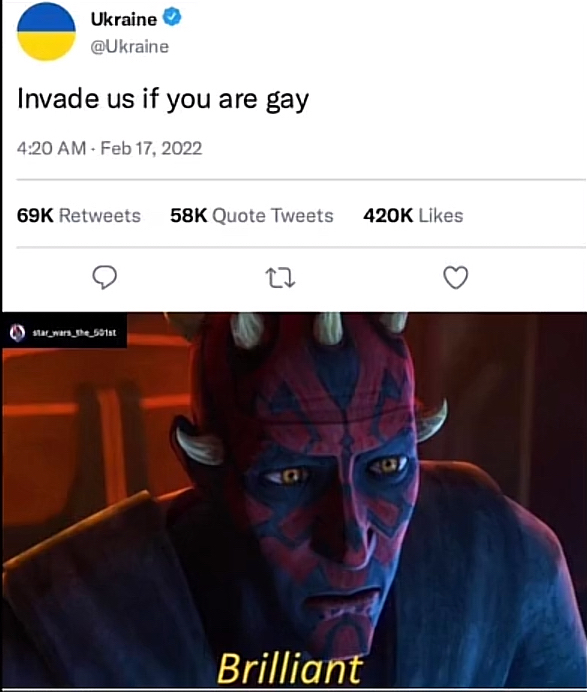 Ukraine
@Ukraine
Invade us if you are gay
4:20 AM · Feb 17, 2022
69K Retweets 58K Quote Tweets 420K Likes
star_wars_the_501st
Brilliant